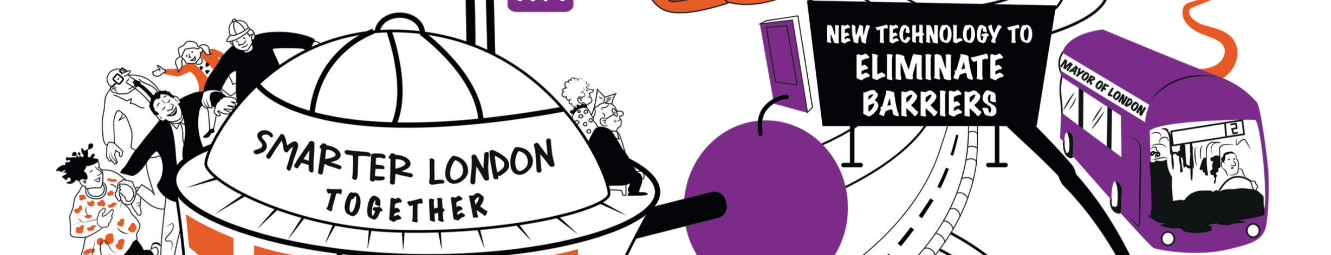 SMARTER LONDON
TOGETHER
NEW TECHNOLOGY TO
ELIMINATE
BARRIERS
MAYOR OF LONDON
2